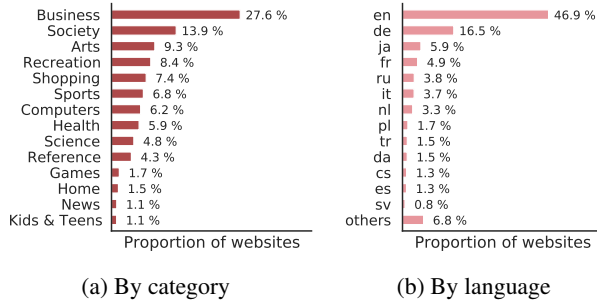 Business 27.6 %
Society 13.9 %
Arts 9.3 %
Recreation 8.4 %
Shopping 7.4 %
Sports 6.8 %
Computers 6.2 %
Health 5.9 %
Science 4.8 %
Reference 4.3 %
Games 1.7 %
Home 1.5 %
News 1.1 %
Kids & Teens 1.1 %
Proportion of websites
(a) By category
en 46.9 %
de 16.5 %
ja 5.9 %
fr 4.9 %
ru 3.8 %
it 3.7 %
nl 3.3 %
pl 1.7 %
tr 1.5 %
da 1.5 %
cs 1.3 %
es 1.3 %
sv 0.8 %
others 6.8 %
Proportion of websites
(b) By language